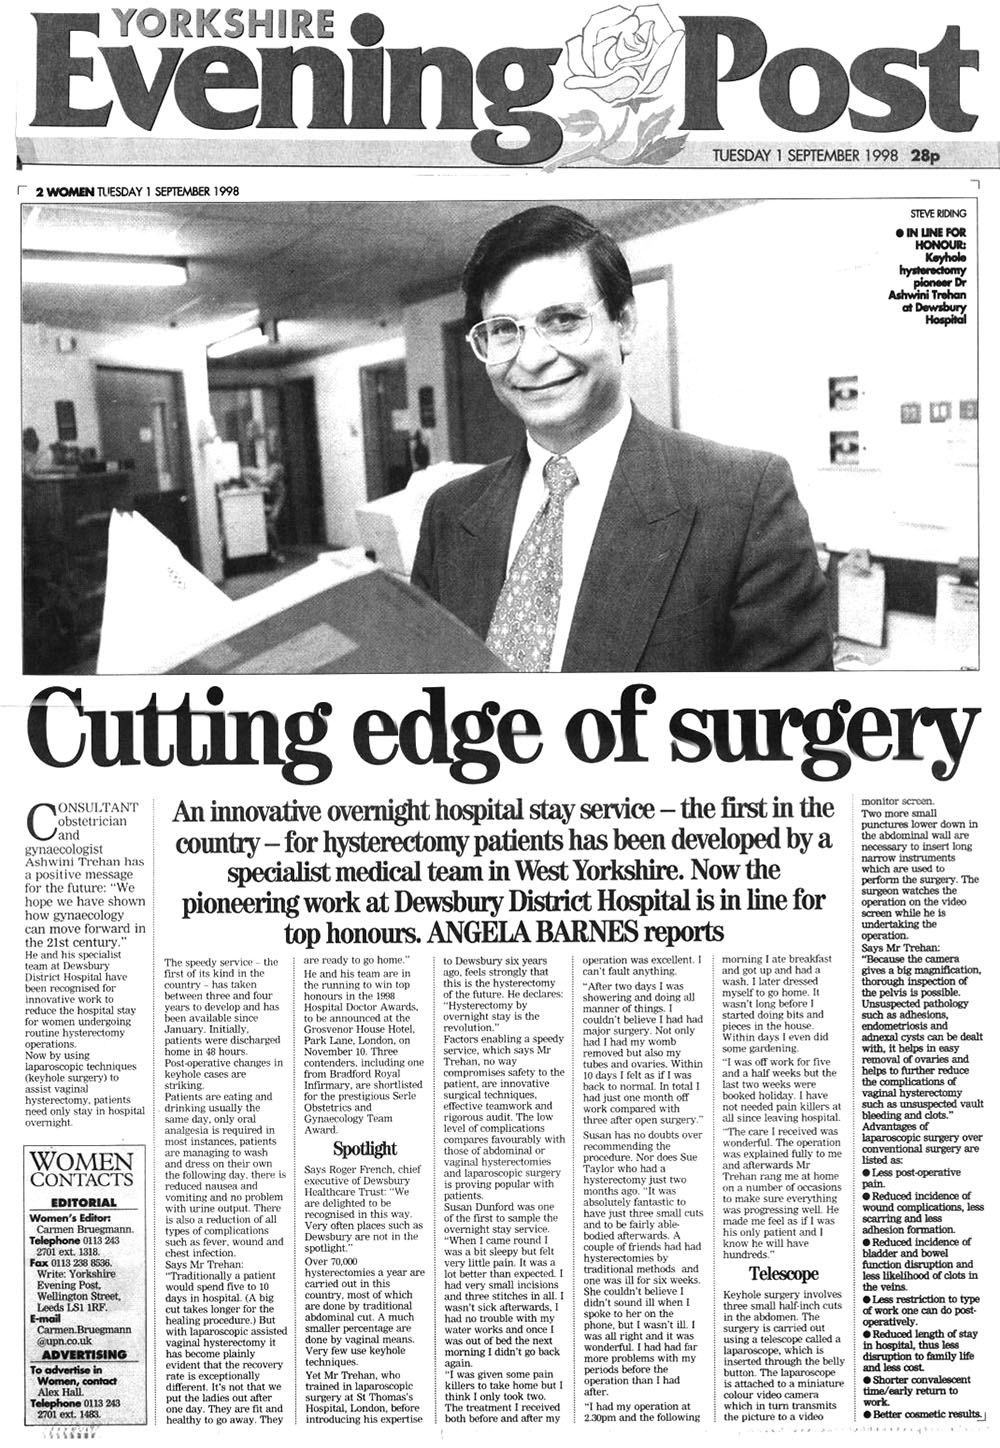 YORKSHIRE
Evening Post
TUESDAY 1 SEPTEMBER 1998 28p
2 WOMEN TUESDAY 1 SEPTEMBER 1998
STEVE RIDING
● IN LINE FOR
HONOUR:
Keyhole
hysterectomy
pioneer Dr
Ashwini Trehan
at Dewsbury
Hospital
Cutting edge of surgery
An innovative overnight hospital stay service – the first in the
country – for hysterectomy patients has been developed by a
specialist medical team in West Yorkshire. Now the
pioneering work at Dewsbury District Hospital is in line for
top honours. ANGELA BARNES reports
CONSULTANT
obstetrician
and
gynaecologist
Ashwini Trehan has
a positive message
for the future: "We
hope we have shown
how gynaecology
can move forward in
the 21st century."
He and his specialist
team at Dewsbury
District Hospital have
been recognised for
innovative work to
reduce the hospital stay
for women undergoing
routine hysterectomy
operations.
Now by using
laparoscopic techniques
(keyhole surgery) to
assist vaginal
hysterectomy, patients
need only stay in hospital
overnight.
WOMEN
CONTACTS
EDITORIAL
Women's Editor:
Carmen Bruegmann.
Telephone 0113 243
2701 ext. 1318.
Fax 0113 238 8536.
Write: Yorkshire
Evening Post,
Wellington Street,
Leeds LS1 1RF.
E-mail
Carmen.Bruegmann
@upn.co.uk
ADVERTISING
To advertise in
Women, contact
Alex Hall.
Telephone 0113 243
2701 ext. 1483.
The speedy service – the
first of its kind in the
country – has taken
between three and four
years to develop and has
been available since
January. Initially,
patients were discharged
home in 48 hours.
Post-operative changes in
keyhole cases are
striking.
Patients are eating and
drinking usually the
same day, only oral
analgesia is required in
most instances, patients
are managing to wash
and dress on their own
the following day. there is
reduced nausea and
vomiting and no problem
with urine output. There
is also a reduction of all
types of complications
such as fever, wound and
chest infection.
Says Mr Trehan:
"Traditionally a patient
would spend five to 10
days in hospital. (A big
cut takes longer for the
healing procedure.) But
with laparoscopic assisted
vaginal hysterectomy it
has become plainly
evident that the recovery
rate is exceptionally
different. It's not that we
put the ladies out after
one day. They are fit and
healthy to go away. They
are ready to go home."
He and his team are in
the running to win top
honours in the 1998
Hospital Doctor Awards,
to be announced at the
Grosvenor House Hotel,
Park Lane, London, on
November 10. Three
contenders, including one
from Bradford Royal
Infirmary, are shortlisted
for the prestigious Serle
Obstetrics and
Gynaecology Team
Award.
Spotlight
Says Roger French, chief
executive of Dewsbury
Healthcare Trust: "We
are delighted to be
recognised in this way.
Very often places such as
Dewsbury are not in the
spotlight."
Over 70,000
hysterectomies a year are
carried out in this
country, most of which
are done by traditional
abdominal cut. A much
smaller percentage are
done by vaginal means.
Very few use keyhole
techniques.
Yet Mr Trehan, who
trained in laparoscopic
surgery at St Thomas's
Hospital, London, before
introducing his expertise
to Dewsbury six years
ago, feels strongly that
this is the hysterectomy
of the future. He declares:
"Hysterectomy by
overnight stay is the
revolution."
Factors enabling a speedy
service, which says Mr
Trehan, no way
compromises safety to the
patient, are innovative
surgical techniques,
effective teamwork and
rigorous audit. The low
level of complications
compares favourably with
those of abdominal or
vaginal hysterectomies
and laparoscopic surgery
is proving popular with
patients.
Susan Dunford was one
of the first to sample the
overnight stay service.
"When I came round I
was a bit sleepy but felt
very little pain. It was a
lot better than expected. I
had very small incisions
and three stitches in all. I
wasn't sick afterwards, I
had no trouble with my
water works and once I
was out of bed the next
morning I didn't go back
again.
"I was given some pain
killers to take home but I
think I only took two.
The treatment I received
both before and after my
operation was excellent. I
can't fault anything.
"After two days I was
showering and doing all
manner of things. I
couldn't believe I had had
major surgery. Not only
had I had my womb
removed but also my
tubes and ovaries. Within
10 days I felt as if I was
back to normal. In total I
had just one month off
work compared with
three after open surgery."
Susan has no doubts over
recommending the
procedure. Nor does Sue
Taylor who had a
hysterectomy just two
months ago. "It was
absolutely fantastic to
have just three small cuts
and to be fairly able-
bodied afterwards. A
couple of friends had had
hysterectomies by
traditional methods and
one was ill for six weeks.
She couldn't believe I
didn't sound ill when I
spoke to her on the
phone, but I wasn't ill. I
was all right and it was
wonderful. I had had far
more problems with my
periods before the
operation than I had
after.
"I had my operation at
2.30pm and the following
morning I ate breakfast
and got up and had a
wash. I later dressed
myself to go home. It
wasn't long before I
started doing bits and
pieces in the house.
Within days I even did
some gardening.
"I was off work for five
and a half weeks but the
last two weeks were
booked holiday. I have
not needed pain killers at
all since leaving hospital.
"The care I received was
wonderful. The operation
was explained fully to me
and afterwards Mr
Trehan rang me at home
on a number of occasions
to make sure everything
was progressing well. He
made me feel as if I was
his only patient and I
know he will have
hundreds."
Telescope
Keyhole surgery involves
three small half-inch cuts
in the abdomen. The
surgery is carried out
using a telescope called a
laparoscope, which is
inserted through the belly
button. The laparoscope
is attached to a miniature
colour video camera
which in turn transmits
the picture to a video
monitor screen.
Two more small
punctures lower down in
the abdominal wall are
necessary to insert long
narrow instruments
which are used to
perform the surgery. The
surgeon watches the
operation on the video
screen while he is
undertaking the
operation.
Says Mr Trehan:
"Because the camera
gives a big magnification,
thorough inspection of
the pelvis is possible.
Unsuspected pathology
such as adhesions,
endometriosis and
adnexal cysts can be dealt
with, it helps in easy
removal of ovaries and
helps to further reduce
the complications of
vaginal hysterectomy
such as unsuspected vault
bleeding and clots."
Advantages of
laparoscopic surgery over
conventional surgery are
listed as:
● Less post-operative
pain.
● Reduced incidence of
wound complications, less
scarring and less
adhesion formation.
● Reduced incidence of
bladder and bowel
function disruption and
less likelihood of clots in
the veins.
● Less restriction to type
of work one can do post-
operatively.
● Reduced length of stay
in hospital, thus less
disruption to family life
and less cost.
● Shorter convalescent
time/early return to
work.
● Better cosmetic results.